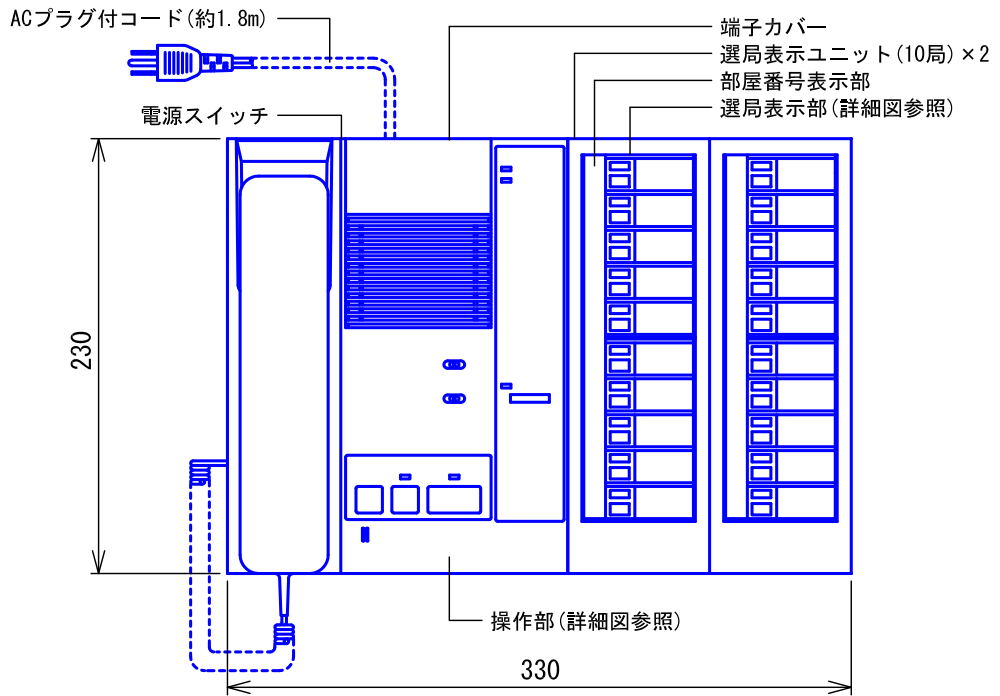 ACプラグ付コード(約1.8m)
端子カバー
選局表示ユニット(10局)×2
部屋番号表示部
選局表示部(詳細図参照)
電源スイッチ
230
操作部(詳細図参照)
330